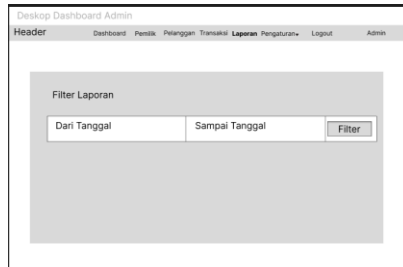 Deskop Dashboard Admin
Header Dashboard Pemilik Pelanggan Transaksi Laporan Pengaturan Logout Admin
Filter Laporan
Dari Tanggal Sampai Tanggal Filter